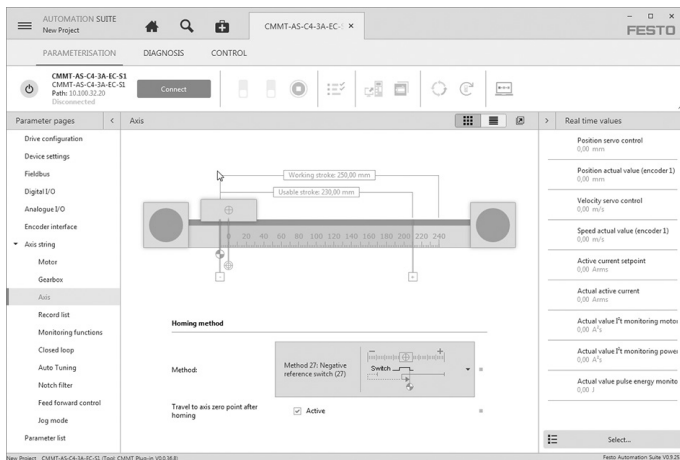 AUTOMATION SUITE
New Project
CMMT-AS-C4-3A-EC-S
FESTO
PARAMETERISATION
DIAGNOSIS
CONTROL
CMMT-AS-C4-3A-EC-S1
CMMT-AS-C4-3A-EC-S1
Path: 10.100.32.20
Disconnected
Connect
Parameter pages
Axis
Real time values
Drive configuration
Device settings
Fieldbus
Digital I/O
Analogue I/O
Encoder interface
Axis string
Motor
Gearbox
Axis
Record list
Monitoring functions
Closed loop
Auto Tuning
Notch filter
Feed forward control
Jog mode
Parameter list
Working stroke: 250,00 mm
Usable stroke: 230,00 mm
0 20 40 60 80 100 120 140 160 180 200 220 240
Homing method
Method:
Method 27: Negative
reference switch (27)
Switch
Travel to axis zero point after
homing
Active
Position servo control
0,00 mm
Position actual value (encoder 1)
0,00 mm
Velocity servo control
0,00 m/s
Speed actual value (encoder 1)
0,00 m/s
Active current setpoint
0,00 Arms
Actual active current
0,00 Arms
Actual value I²t monitoring motor
0,00 A²s
Actual value I²t monitoring power
0,00 A²s
Actual value pulse energy monito
0,00 J
Select...
New Project CMMT-AS-C4-3A-EC-S1 (Tool: CMMT Plug-in V0.0.36.8)
Festo Automation Suite V0.9.25